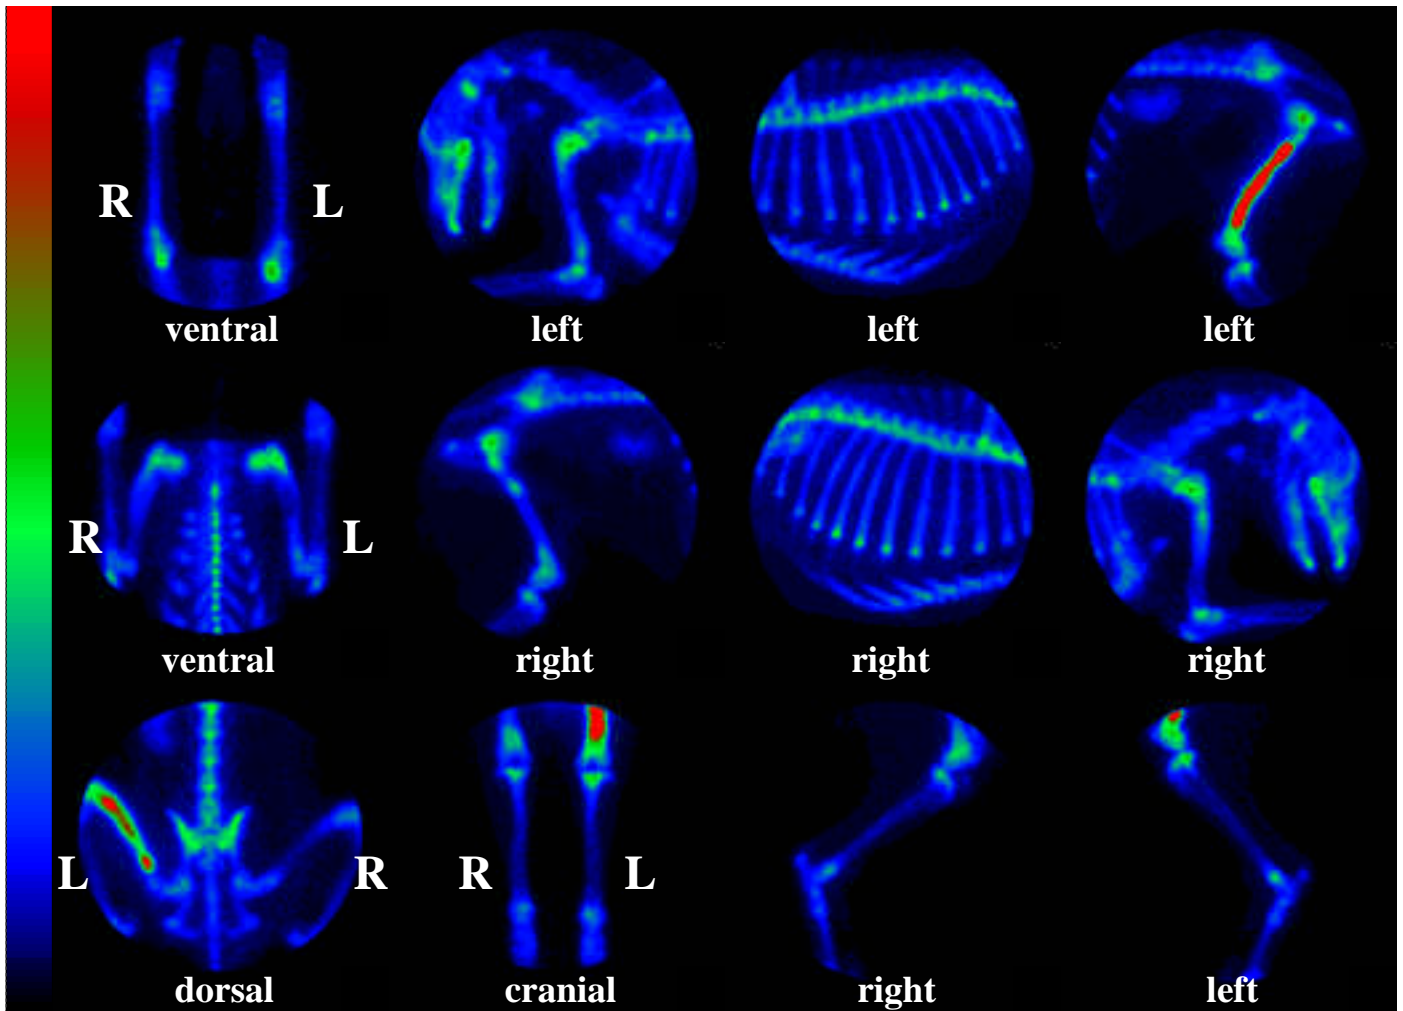 R L
ventral left left left
R L
ventral right right right
L R R L
dorsal cranial right left